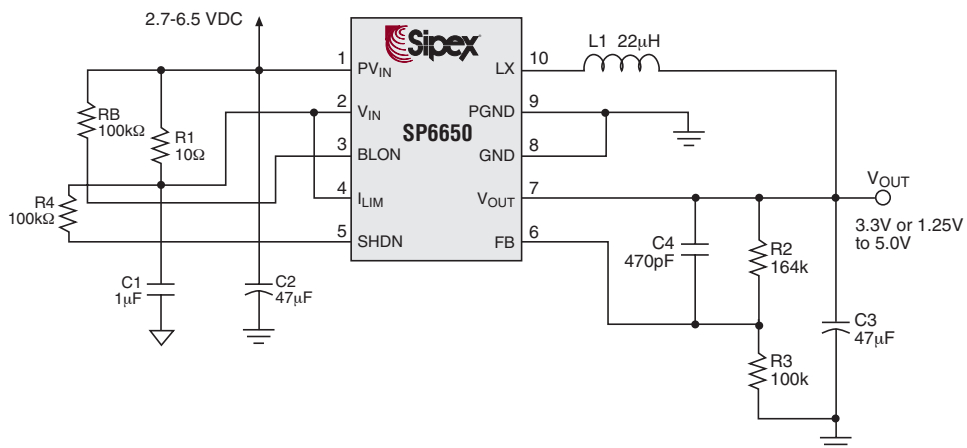 2.7-6.5 VDC
Sipex
SP6650
1
PVIN
2
VIN
3
BLON
4
ILIM
5
SHDN
10
LX
9
PGND
8
GND
7
VOUT
6
FB
L1 22μH
RB
100kΩ
R1
10Ω
R4
100kΩ
C1
1μF
C2
47μF
C4
470pF
R2
164k
R3
100k
C3
47μF
VOUT
3.3V or 1.25V
to 5.0V